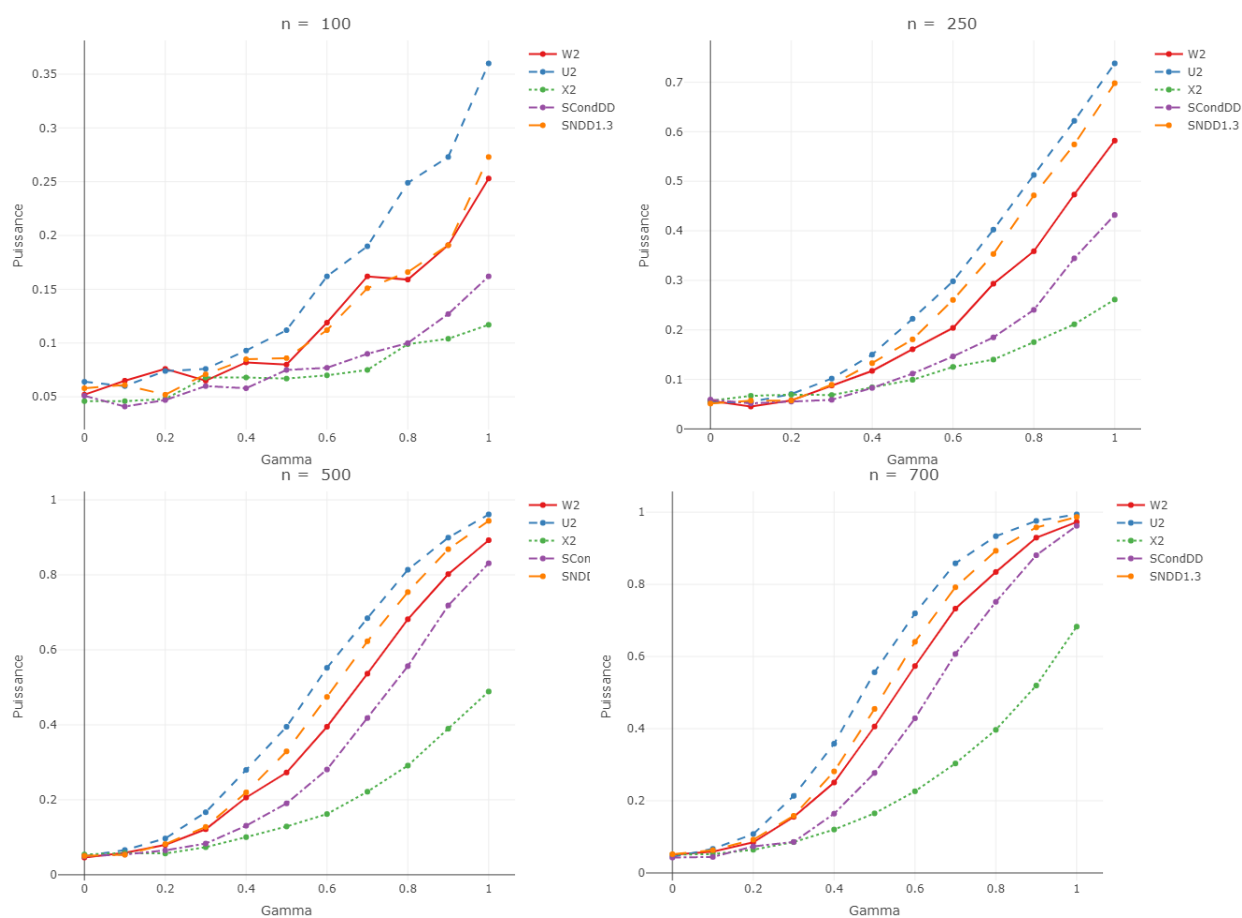 n = 100
W2
U2
X2
SCondDD
SNDD1.3
0.35
0.3
0.25
0.2
0.15
0.1
0.05
Puissance
0
0.2
0.4
0.6
0.8
1
Gamma
n = 250
W2
U2
X2
SCondDD
SNDD1.3
0.7
0.6
0.5
0.4
0.3
0.2
0.1
0
Puissance
0
0.2
0.4
0.6
0.8
1
Gamma
n = 500
W2
U2
X2
SCon
SNDI
1
0.8
0.6
0.4
0.2
0
Puissance
0
0.2
0.4
0.6
0.8
1
Gamma
n = 700
W2
U2
X2
SCondDD
SNDD1.3
1
0.8
0.6
0.4
0.2
0
Puissance
0
0.2
0.4
0.6
0.8
1
Gamma